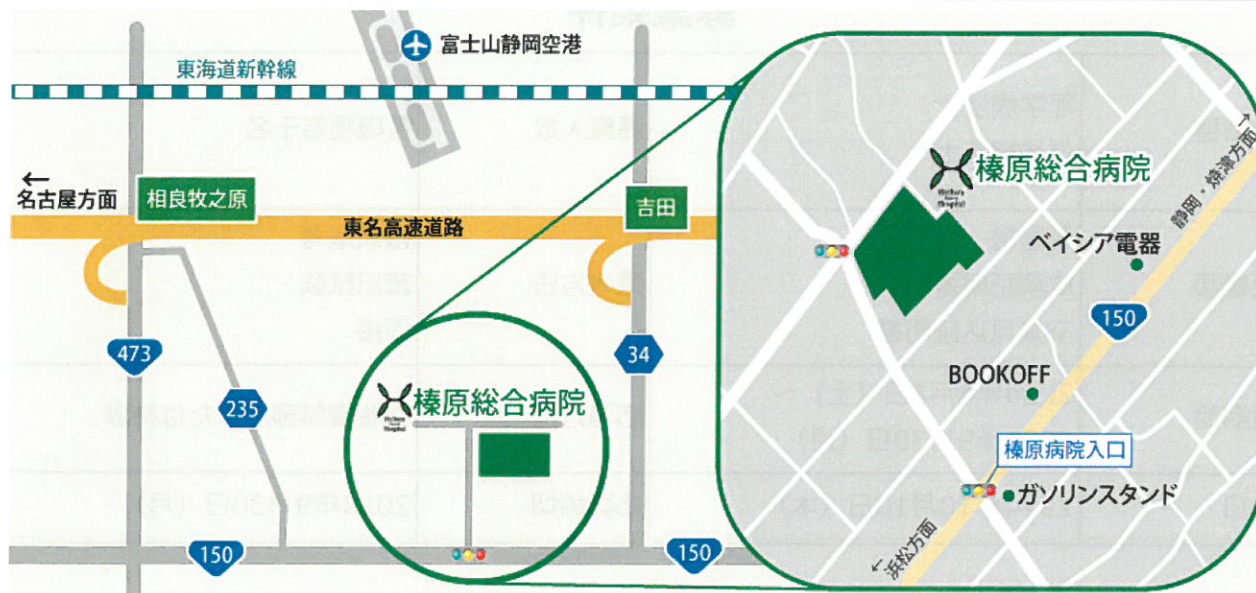 富士山静岡空港
東海道新幹線
←
名古屋方面
相良牧之原
吉田
東名高速道路
473
235
34
榛原総合病院
150
150
榛原総合病院
↑
静岡・焼津方面
ベイシア電器
150
BOOKOFF
榛原病院入口
ガソリンスタンド
←
浜松方面